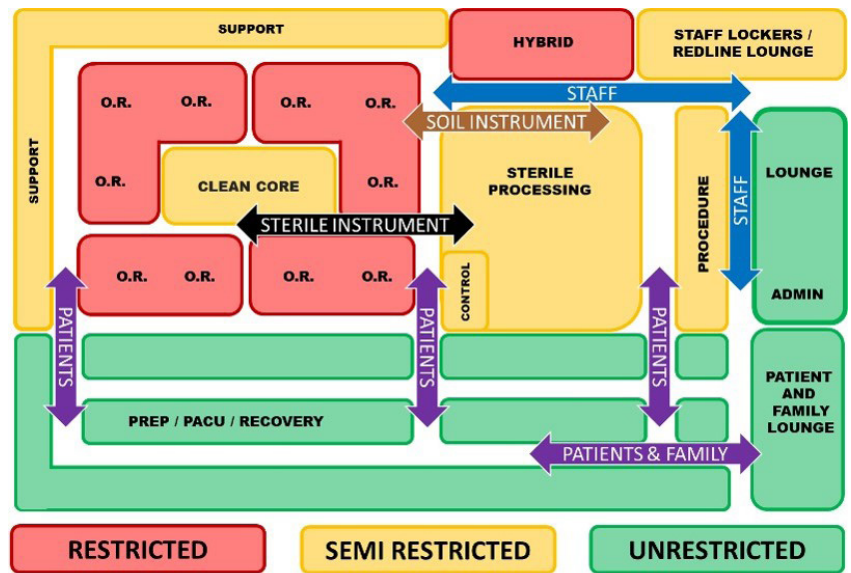 SUPPORT
HYBRID
STAFF LOCKERS /
REDLINE LOUNGE
STAFF
SOIL INSTRUMENT
O.R. O.R.
O.R. O.R.
O.R.
O.R.
SUPPORT
CLEAN CORE
STERILE
PROCESSING
STERILE INSTRUMENT
PROCEDURE
STAFF
LOUNGE
ADMIN
O.R. O.R.
O.R. O.R.
CONTROL
PATIENTS
PATIENTS
PATIENTS
PATIENT
AND
FAMILY
LOUNGE
PREP / PACU / RECOVERY
PATIENTS & FAMILY
RESTRICTED
SEMI RESTRICTED
UNRESTRICTED